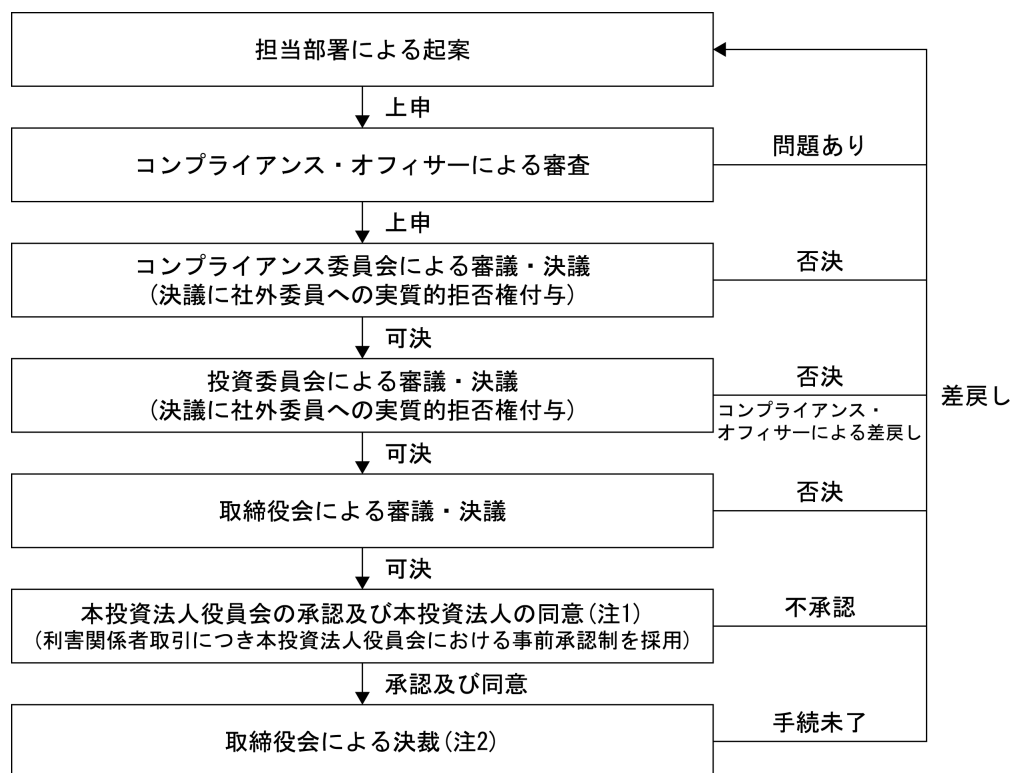 担当部署による起案
上申
コンプライアンス・オフィサーによる審査
問題あり
上申
コンプライアンス委員会による審議・決議
(決議に社外委員への実質的拒否権付与)
否決
可決
投資委員会による審議・決議
(決議に社外委員への実質的拒否権付与)
否決
コンプライアンス・
オフィサーによる差戻し
差戻し
可決
取締役会による審議・決議
否決
可決
本投資法人役員会の承認及び本投資法人の同意(注1)
(利害関係者取引につき本投資法人役員会における事前承認制を採用)
不承認
承認及び同意
取締役会による決裁(注2)
手続未了